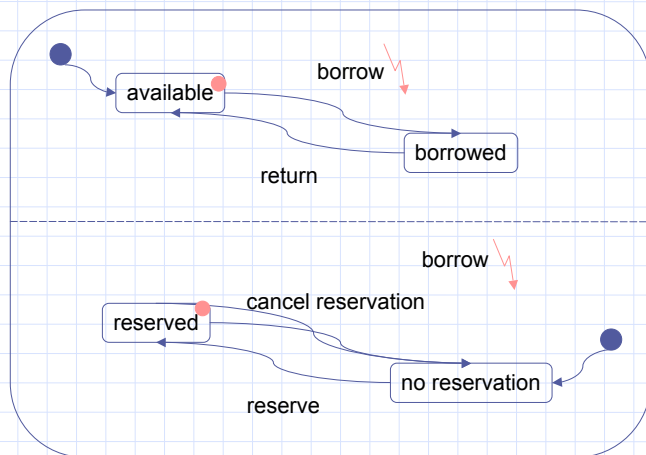 borrow
available
borrowed
return
borrow
cancel reservation
reserved
no reservation
reserve